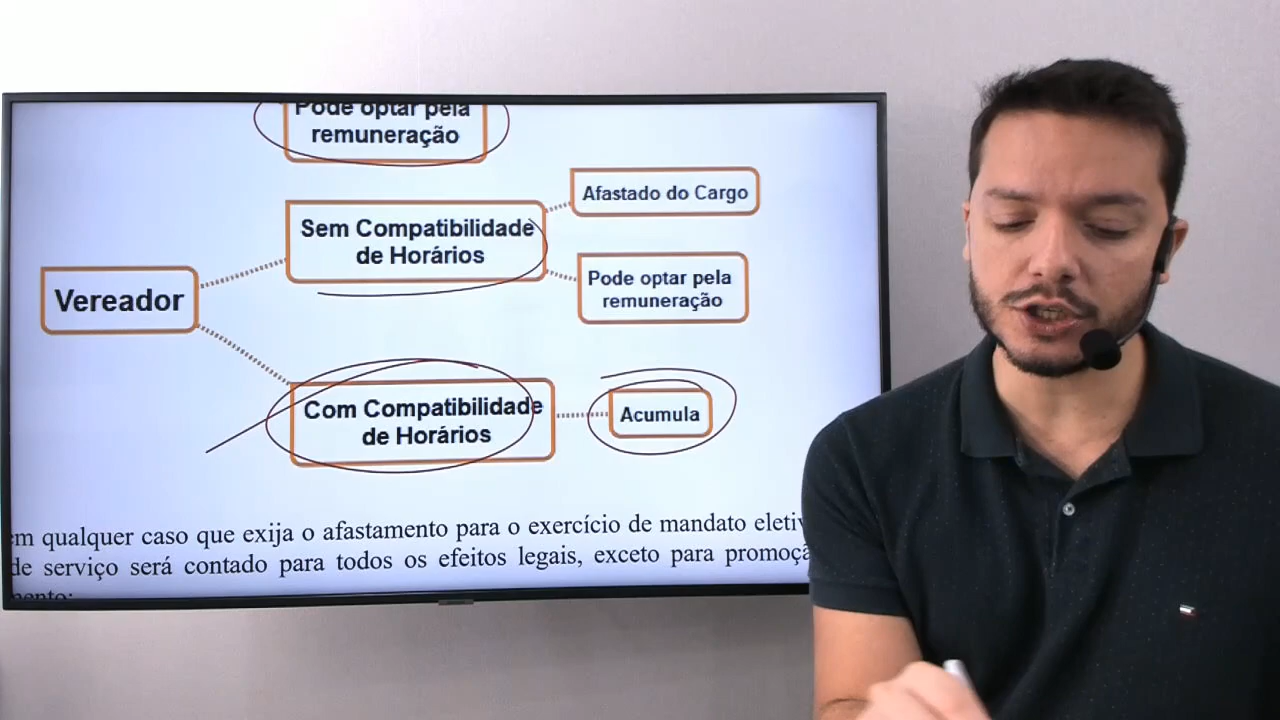 Pode optar pela
remuneração
Afastado do Cargo
Sem Compatibilidade
de Horários
Pode optar pela
remuneração
Vereador
Com Compatibilidade
de Horários
Acumula
em qualquer caso que exija o afastamento para o exercício de mandato eletiv
de serviço será contado para todos os efeitos legais, exceto para promoçã